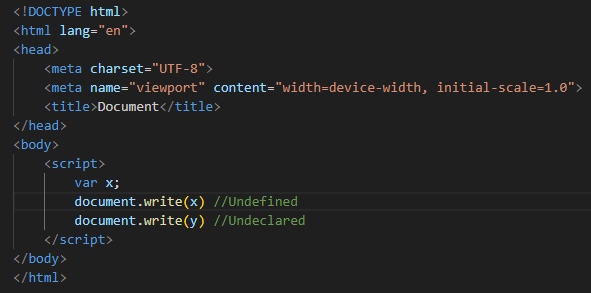 <!DOCTYPE html>
<html lang="en">
<head>
    <meta charset="UTF-8">
    <meta name="viewport" content="width=device-width, initial-scale=1.0">
    <title>Document</title>
</head>
<body>
    <script>
        var x;
        document.write(x) //Undefined
        document.write(y) //Undeclared
    </script>
</body>
</html>